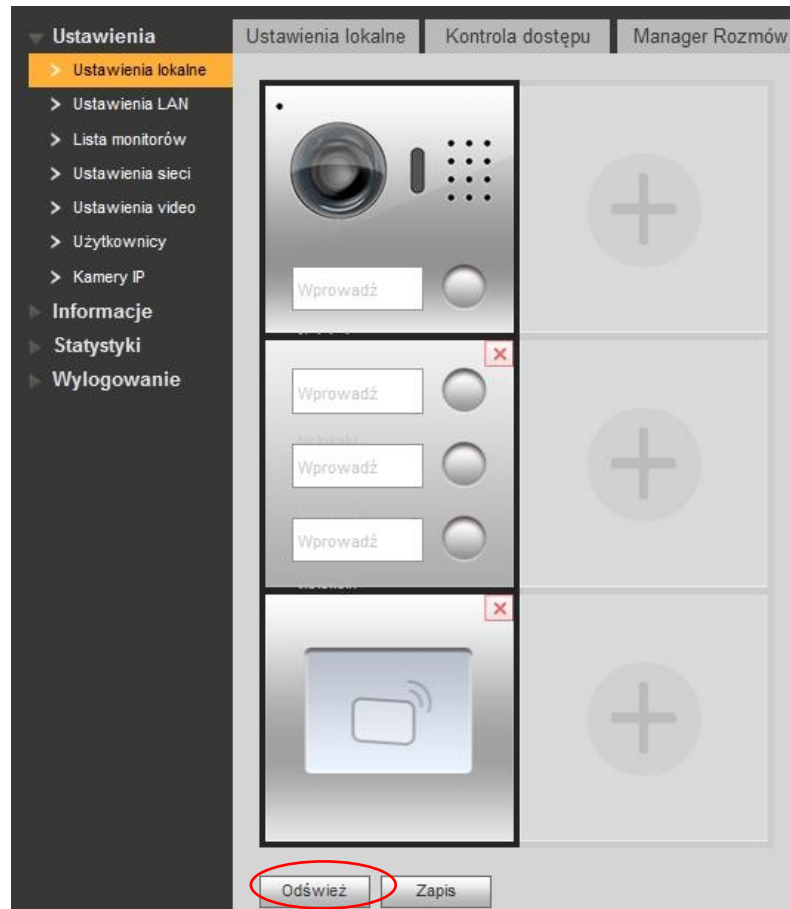 Ustawienia
Ustawienia lokalne
Ustawienia LAN
Lista monitorów
Ustawienia sieci
Ustawienia video
Użytkownicy
Kamery IP
Informacje
Statystyki
Wylogowanie
Ustawienia lokalne Kontrola dostępu Manager Rozmów
Wprowadź
Wprowadź
Wprowadź
Wprowadź
Odśwież Zapis